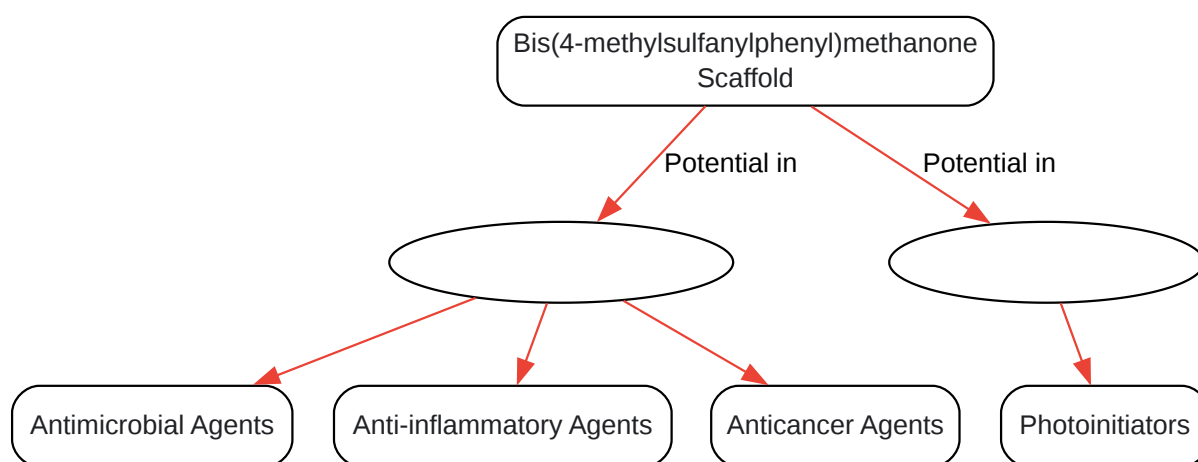 Bis(4-methylsulfanylphenyl)methanone
Scaffold
Potential in
Potential in
Antimicrobial Agents
Anti-inflammatory Agents
Anticancer Agents
Photoinitiators